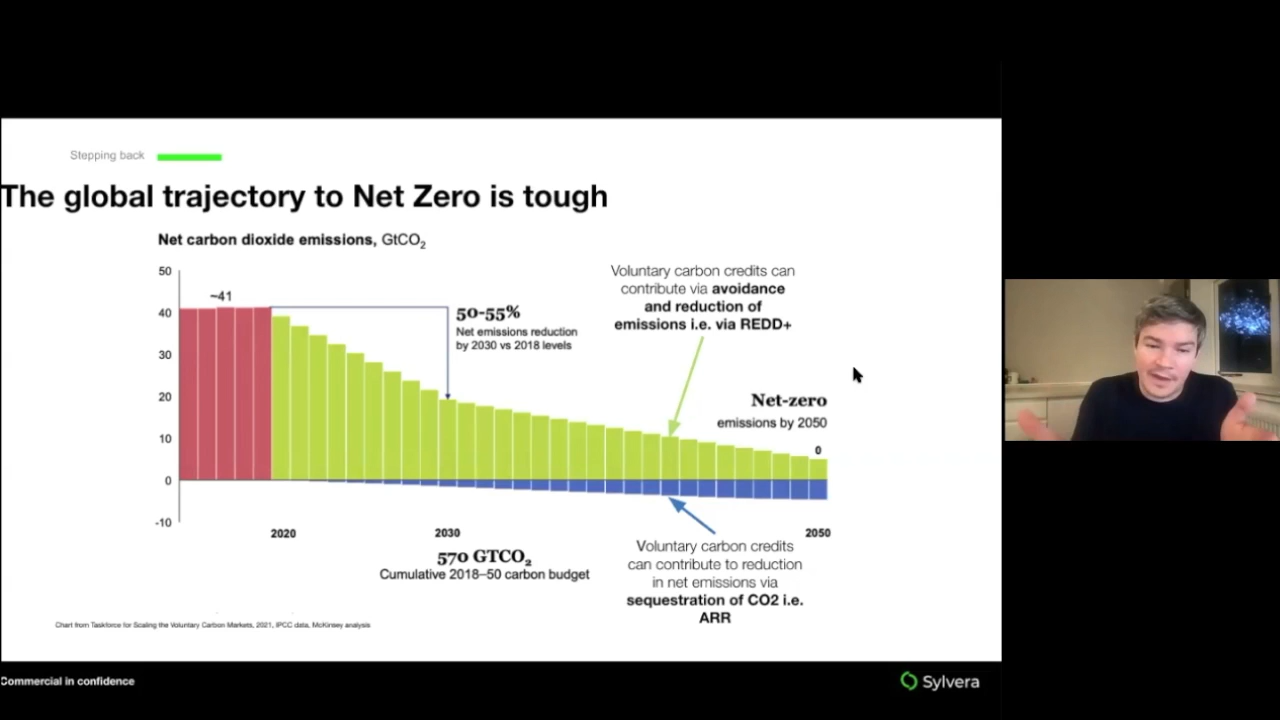 Stepping back
The global trajectory to Net Zero is tough
Net carbon dioxide emissions, GtCO₂
50
40
30
20
10
0
-10
~41
50-55%
Net emissions reduction
by 2030 vs 2018 levels
Voluntary carbon credits can
contribute via avoidance
and reduction of
emissions i.e. via REDD+
Net-zero
emissions by 2050
0
2020
2030
2050
570 GTCO₂
Cumulative 2018–50 carbon budget
Voluntary carbon credits
can contribute to reduction
in net emissions via
sequestration of CO2 i.e.
ARR
Chart from Taskforce for Scaling the Voluntary Carbon Markets, 2021, IPCC data, McKinsey analysis
Commercial in confidence
Sylvera